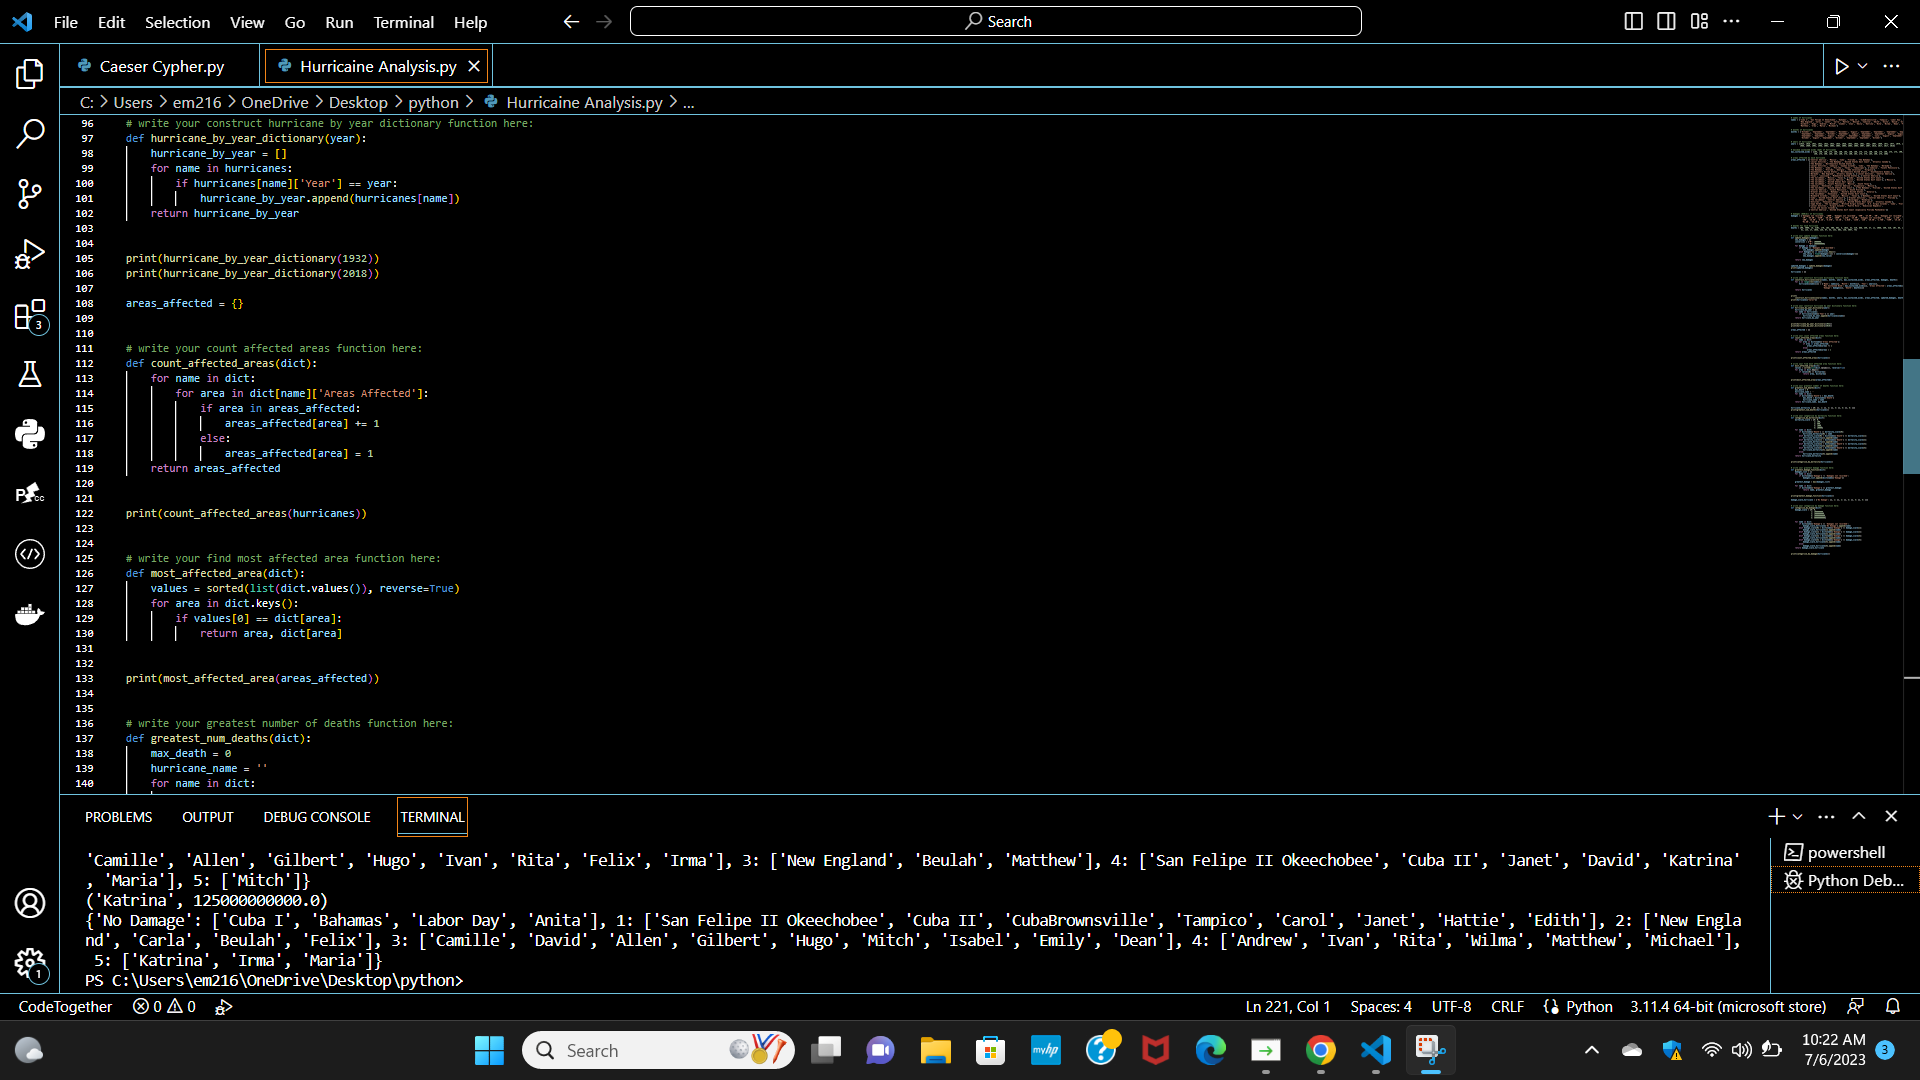 File Edit Selection View Go Run Terminal Help Search
Caeser Cypher.py Hurricaine Analysis.py
C: > Users > em216 > OneDrive > Desktop > python > Hurricaine Analysis.py > ...
96 # write your construct hurricane by year dictionary function here:
97 def hurricane_by_year_dictionary(year):
98 hurricane_by_year = []
99 for name in hurricanes:
100 if hurricanes[name]['Year'] == year:
101 hurricane_by_year.append(hurricanes[name])
102 return hurricane_by_year
103
104
105 print(hurricane_by_year_dictionary(1932))
106 print(hurricane_by_year_dictionary(2018))
107
108 areas_affected = {}
109
110
111 # write your count affected areas function here:
112 def count_affected_areas(dict):
113 for name in dict:
114 for area in dict[name]['Areas Affected']:
115 if area in areas_affected:
116 areas_affected[area] += 1
117 else:
118 areas_affected[area] = 1
119 return areas_affected
120
121
122 print(count_affected_areas(hurricanes))
123
124
125 # write your find most affected area function here:
126 def most_affected_area(dict):
127 values = sorted(list(dict.values()), reverse=True)
128 for area in dict.keys():
129 if values[0] == dict[area]:
130 return area, dict[area]
131
132
133 print(most_affected_area(areas_affected))
134
135
136 # write your greatest number of deaths function here:
137 def greatest_num_deaths(dict):
138 max_death = 0
139 hurricane_name = ''
140 for name in dict:
3
PS cc
1
PROBLEMS OUTPUT DEBUG CONSOLE TERMINAL
'Camille', 'Allen', 'Gilbert', 'Hugo', 'Ivan', 'Rita', 'Felix', 'Irma'], 3: ['New England', 'Beulah', 'Matthew'], 4: ['San Felipe II Okeechobee', 'Cuba II', 'Janet', 'David', 'Katrina'
, 'Maria'], 5: ['Mitch']}
('Katrina', 125000000000.0)
{'No Damage': ['Cuba I', 'Bahamas', 'Labor Day', 'Anita'], 1: ['San Felipe II Okeechobee', 'Cuba II', 'CubaBrownsville', 'Tampico', 'Carol', 'Janet', 'Hattie', 'Edith'], 2: ['New Engla
nd', 'Carla', 'Beulah', 'Felix'], 3: ['Camille', 'David', 'Allen', 'Gilbert', 'Hugo', 'Mitch', 'Isabel', 'Emily', 'Dean'], 4: ['Andrew', 'Ivan', 'Rita', 'Wilma', 'Matthew', 'Michael'],
5: ['Katrina', 'Irma', 'Maria']}
PS C:\Users\em216\OneDrive\Desktop\python>
powershell
Python Deb...
CodeTogether 0 0 Ln 221, Col 1 Spaces: 4 UTF-8 CRLF Python 3.11.4 64-bit (microsoft store)
Search
myhp
10:22 AM
7/6/2023
3